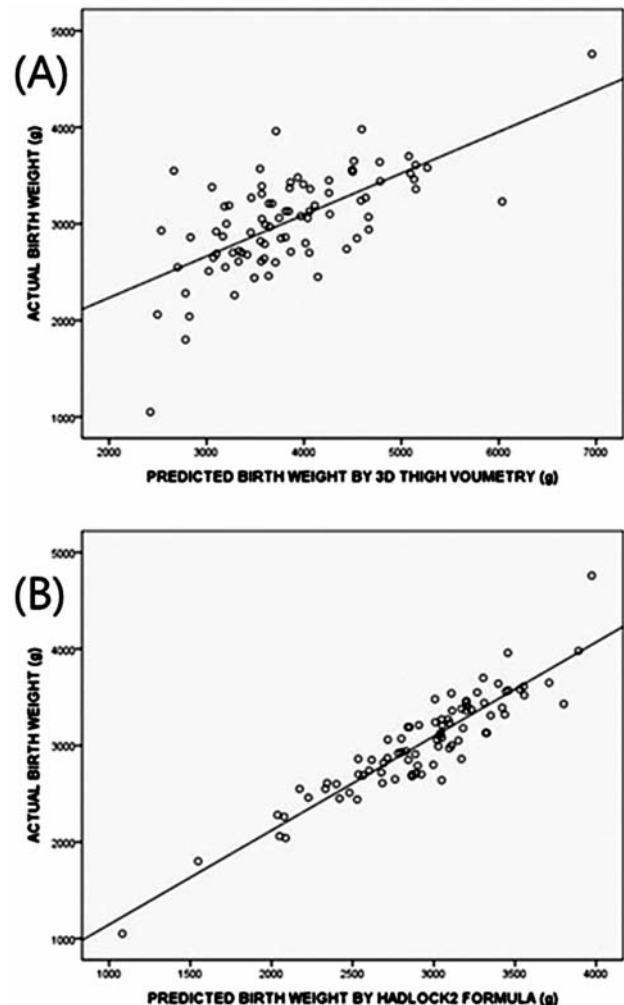 (A)
ACTUAL BIRTH WEIGHT (g)
5000
4000
3000
2000
1000
2000 3000 4000 5000 6000 7000
PREDICTED BIRTH WEIGHT BY 3D THIGH VOUMETRY (g)
(B)
ACTUAL BIRTH WEIGHT (g)
5000
4000
3000
2000
1000
1000 1500 2000 2500 3000 3500 4000
PREDICTED BIRTH WEIGHT BY HADLOCK2 FORMULA (g)